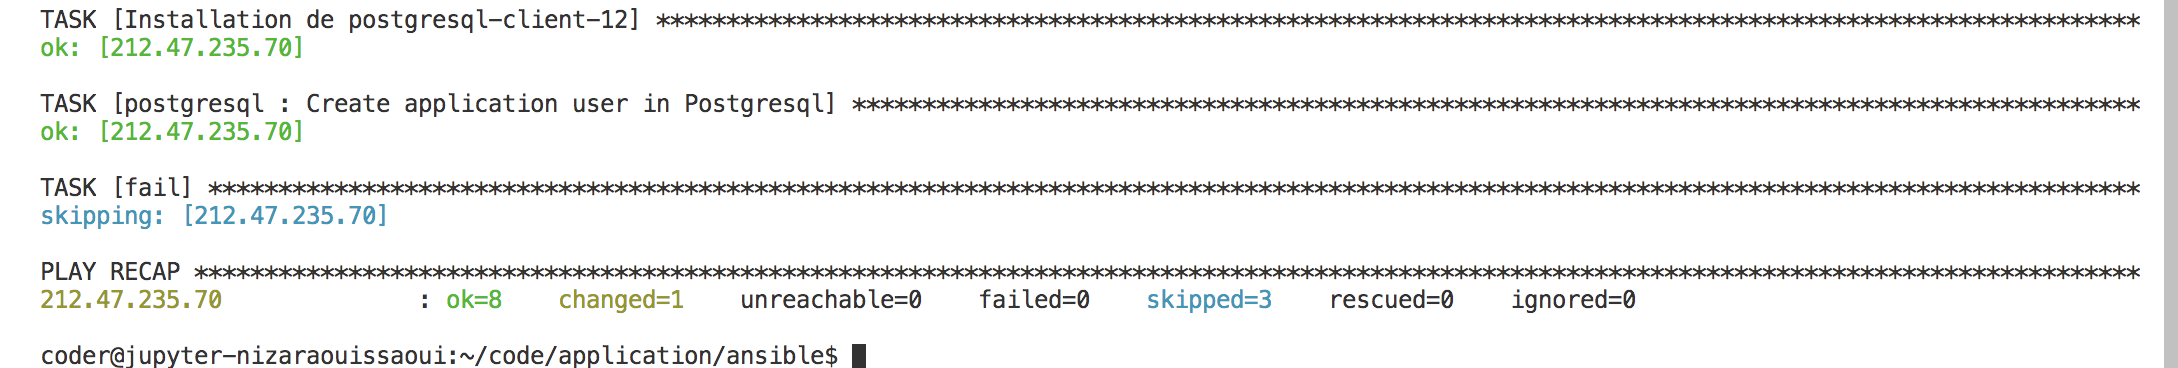 TASK [Installation de postgresql-client-12] **********************************************************************************************************
ok: [212.47.235.70]
TASK [postgresql : Create application user in Postgresql] ********************************************************************************************
ok: [212.47.235.70]
TASK [fail] ******************************************************************************************************************************************
skipping: [212.47.235.70]
PLAY RECAP *******************************************************************************************************************************************
212.47.235.70              : ok=8    changed=1    unreachable=0    failed=0    skipped=3    rescued=0    ignored=0
coder@jupyter-nizaraouissaoui:~/code/application/ansible$